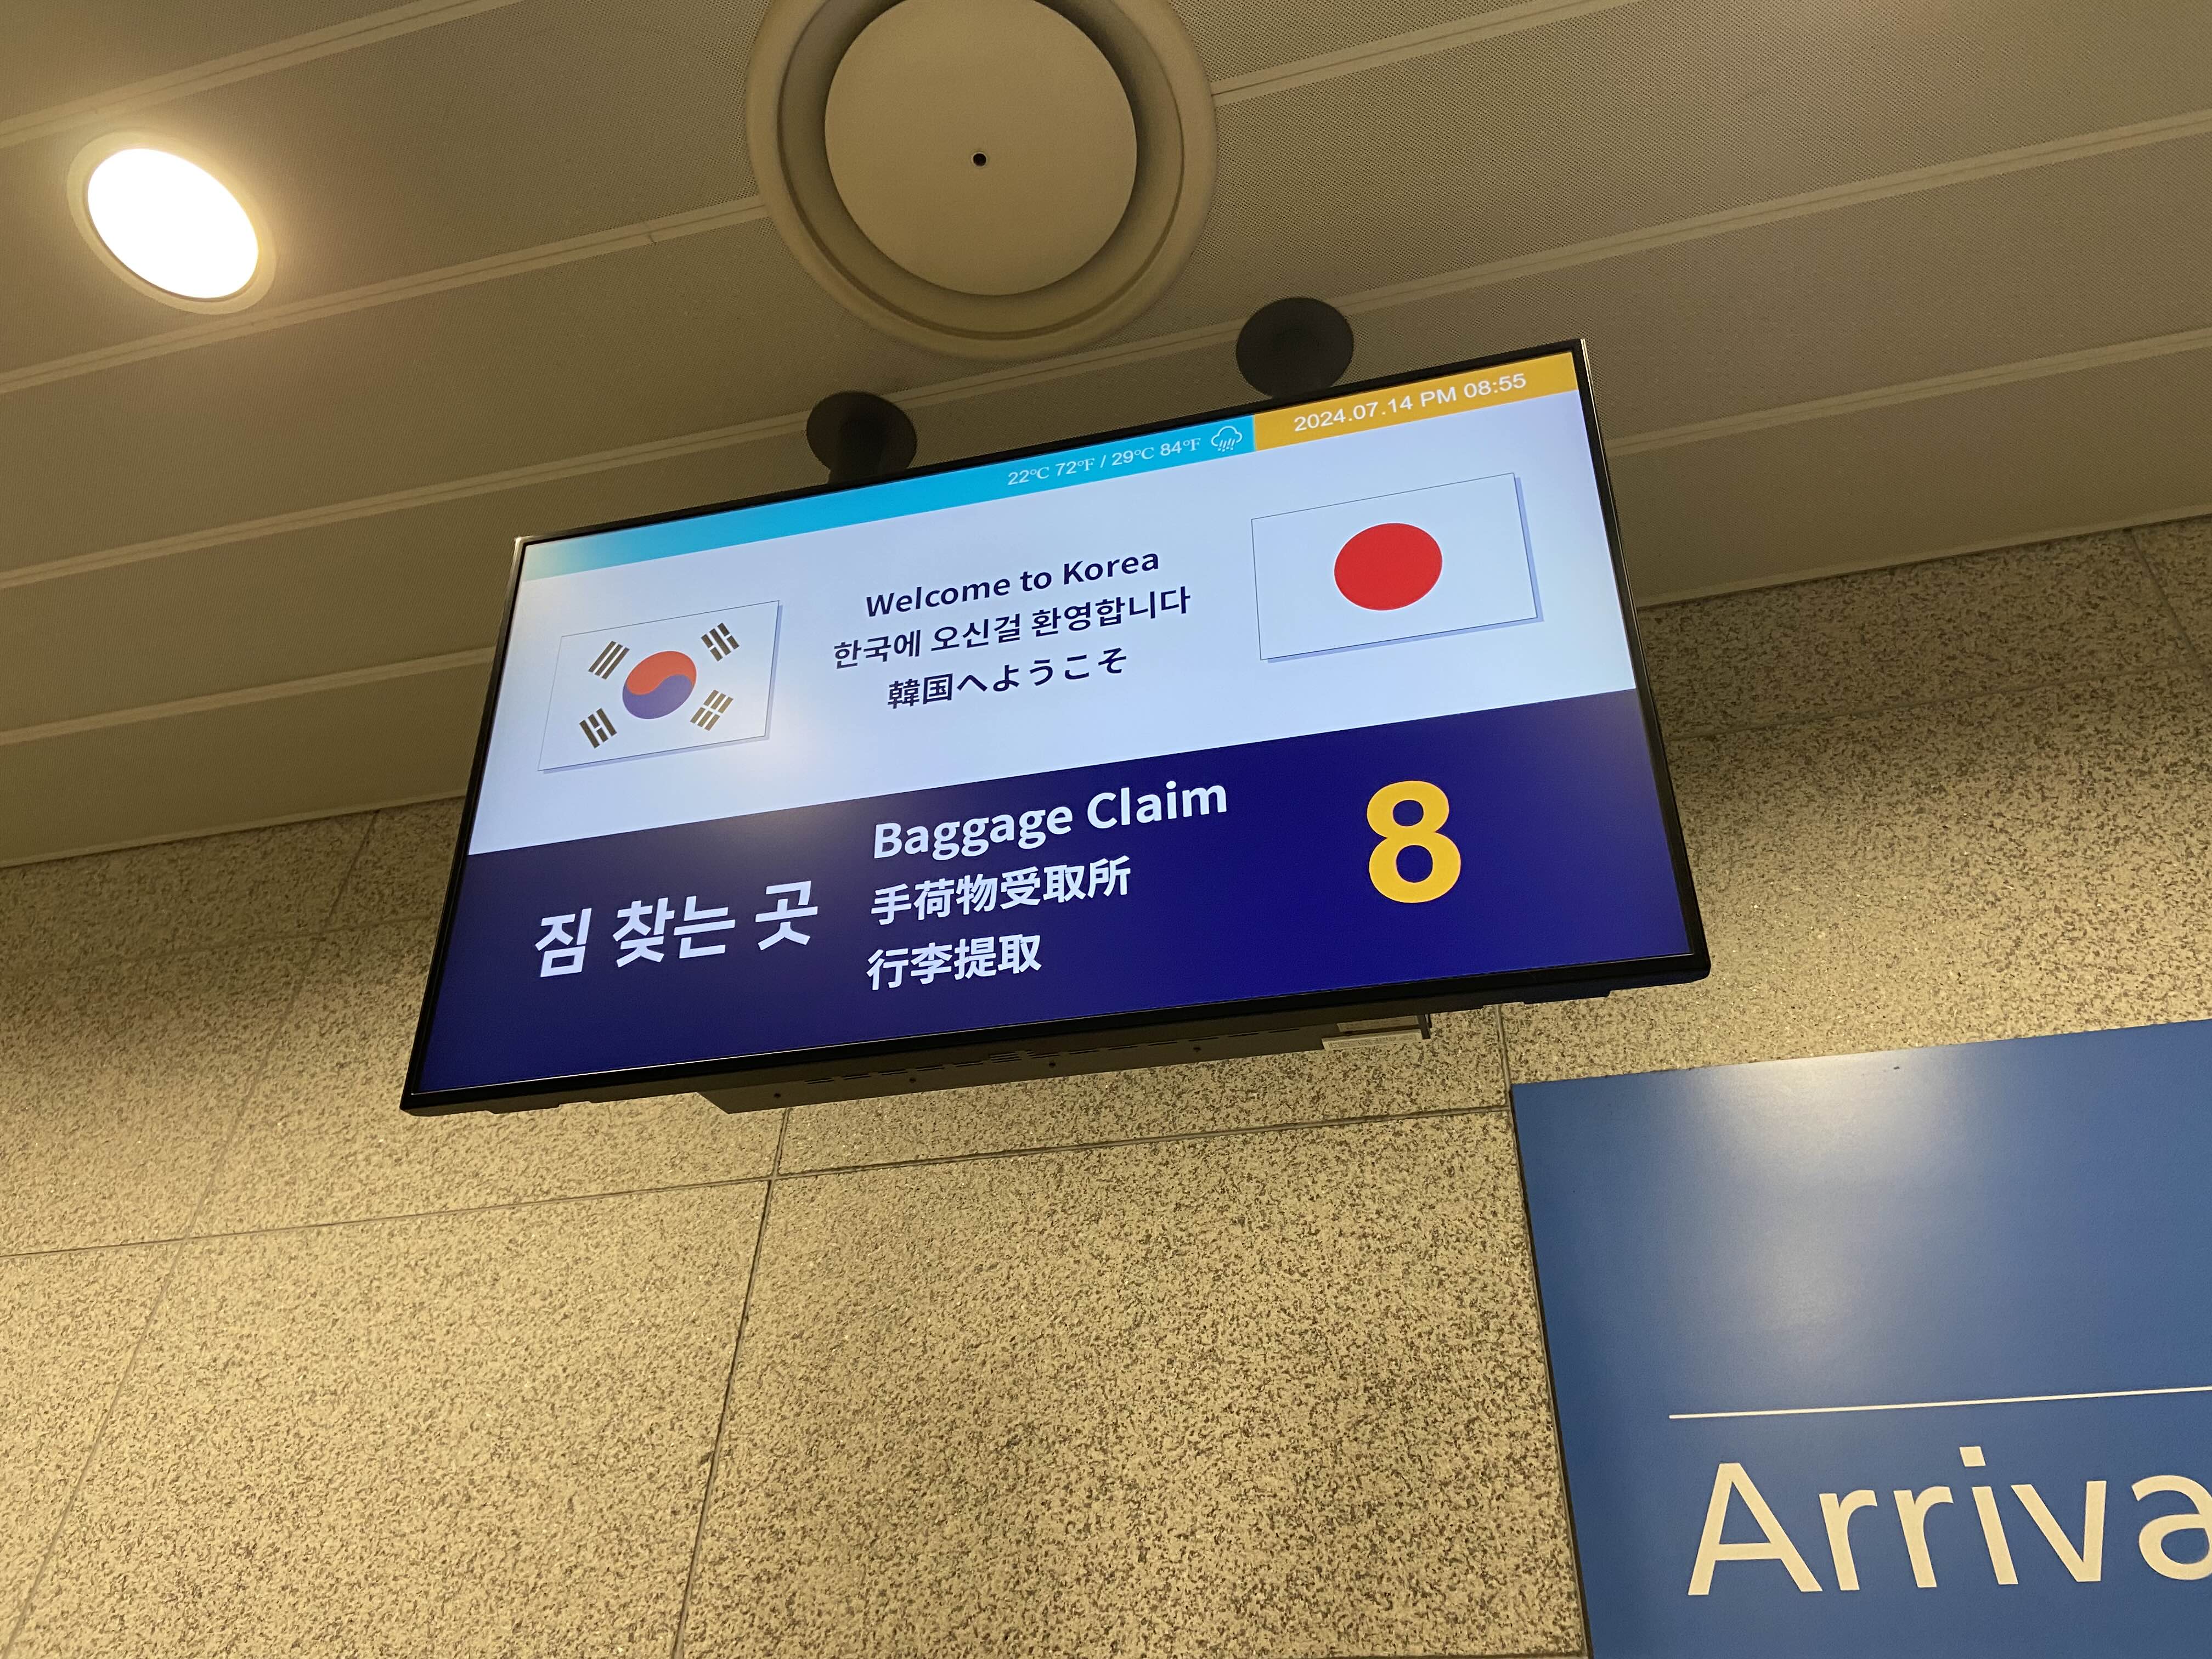 22℃ 72℉ / 29℃ 84℉
2024.07.14 PM 08:55
Welcome to Korea
한국에 오신걸 환영합니다
韓国へようこそ
짐 찾는 곳
Baggage Claim
手荷物受取所
行李提取
8
Arriva